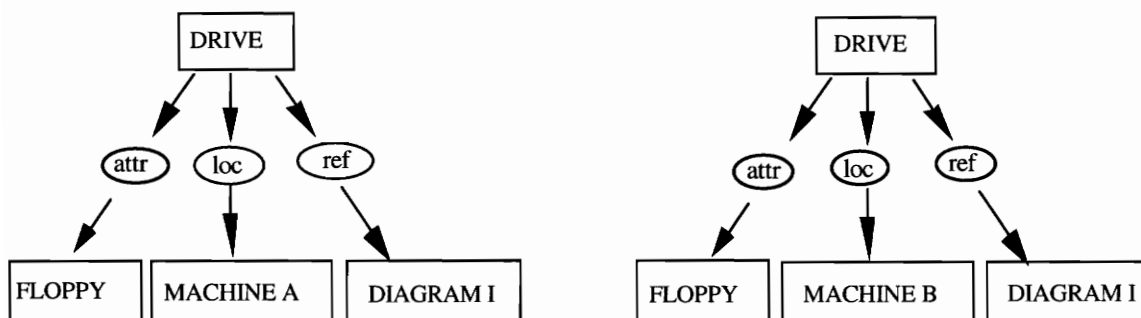 DRIVE
attr loc ref
FLOPPY MACHINE A DIAGRAM I
DRIVE
attr loc ref
FLOPPY MACHINE B DIAGRAM I